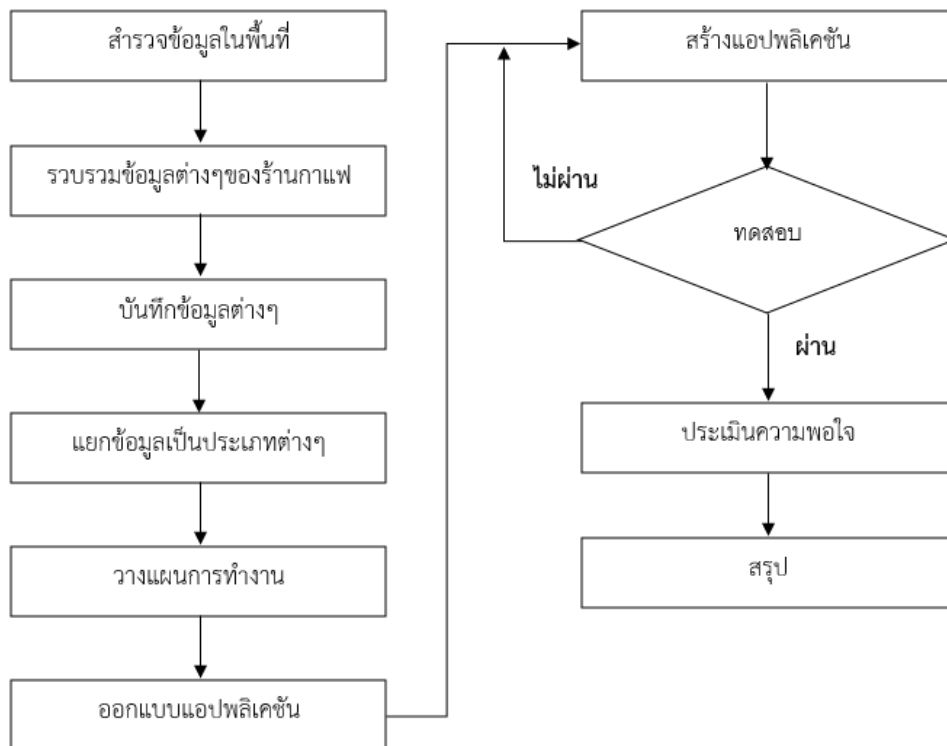 สำรวจข้อมูลในพื้นที่
รวบรวมข้อมูลต่างๆของร้านกาแฟ
บันทึกข้อมูลต่างๆ
แยกข้อมูลเป็นประเภทต่างๆ
วางแผนการทำงาน
ออกแบบแอปพลิเคชัน
สร้างแอปพลิเคชัน
ไม่ผ่าน
ทดสอบ
ผ่าน
ประเมินความพอใจ
สรุป